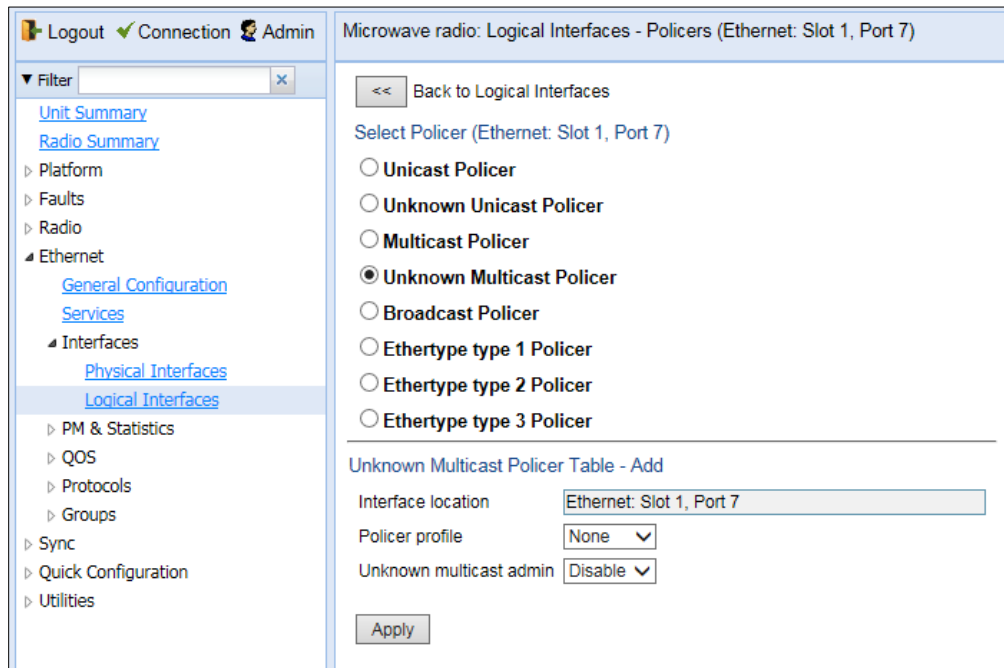 Logout Connection Admin
Filter
Unit Summary
Radio Summary
Platform
Faults
Radio
Ethernet
General Configuration
Services
Interfaces
Physical Interfaces
Logical Interfaces
PM & Statistics
QOS
Protocols
Groups
Sync
Quick Configuration
Utilities
Microwave radio: Logical Interfaces - Policers (Ethernet: Slot 1, Port 7)
<< Back to Logical Interfaces
Select Policer (Ethernet: Slot 1, Port 7)
Unicast Policer
Unknown Unicast Policer
Multicast Policer
Unknown Multicast Policer
Broadcast Policer
Ethertype type 1 Policer
Ethertype type 2 Policer
Ethertype type 3 Policer
Unknown Multicast Policer Table - Add
Interface location Ethernet: Slot 1, Port 7
Policer profile None
Unknown multicast admin Disable
Apply